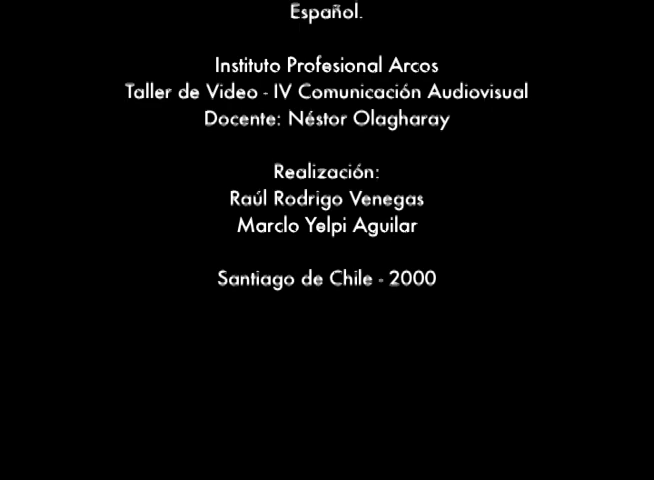 Español.
Instituto Profesional Arcos
Taller de Video - IV Comunicación Audiovisual
Docente: Néstor Olagharay
Realización:
Raúl Rodrigo Venegas
Marclo Yelpi Aguilar
Santiago de Chile - 2000